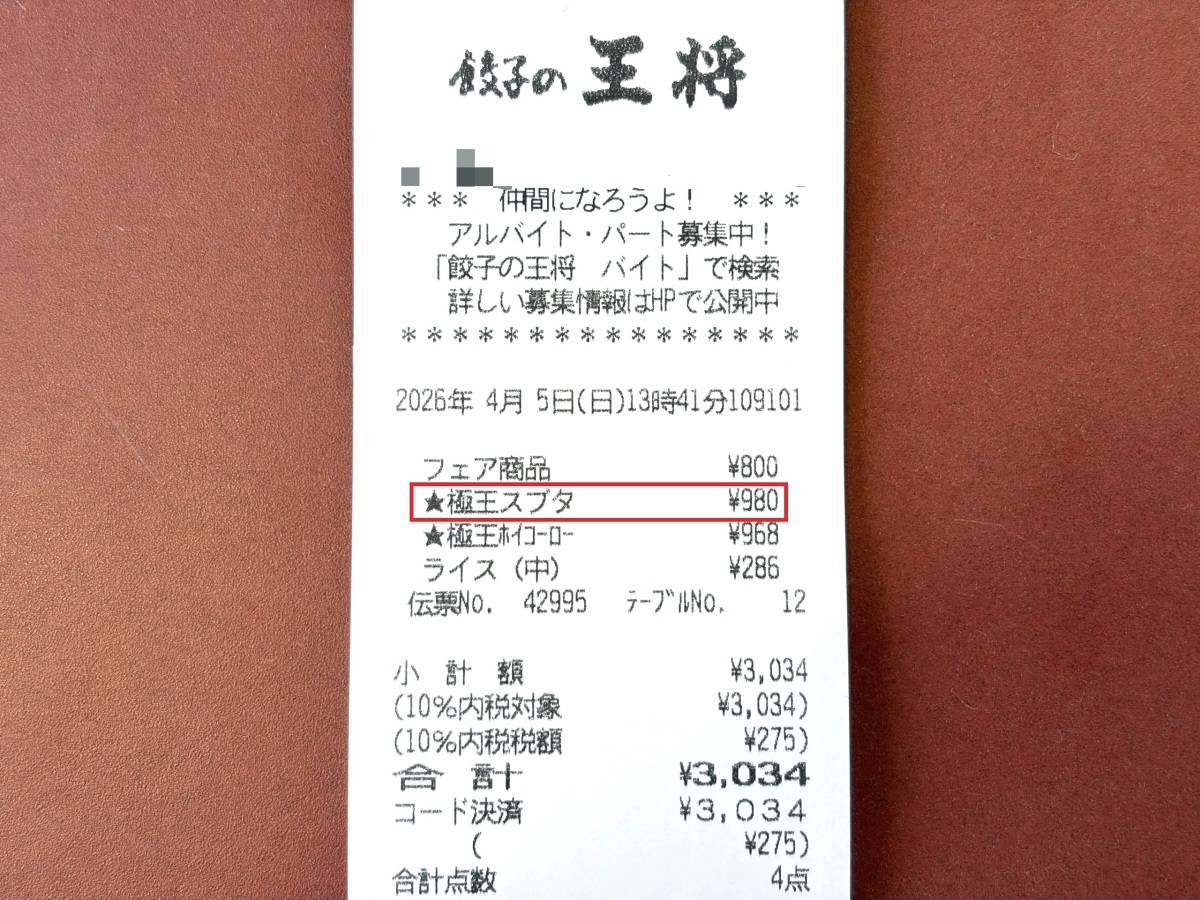 餃子の王将
*** 仲間になろうよ! ***
アルバイト・パート募集中!
「餃子の王将 バイト」で検索
詳しい募集情報はHPで公開中
****************
2026年 4月 5日(日)13時41分109101
フェア商品 ¥800
★極王スブタ ¥980
★極王ホイコーロー ¥968
ライス(中) ¥286
伝票No. 42995 テーブルNo. 12
小 計 額 ¥3,034
(10%内税対象 ¥3,034)
(10%内税税額 ¥275)
合 計 ¥3,034
コード決済 ¥3,034
( ¥275)
合計点数 4点